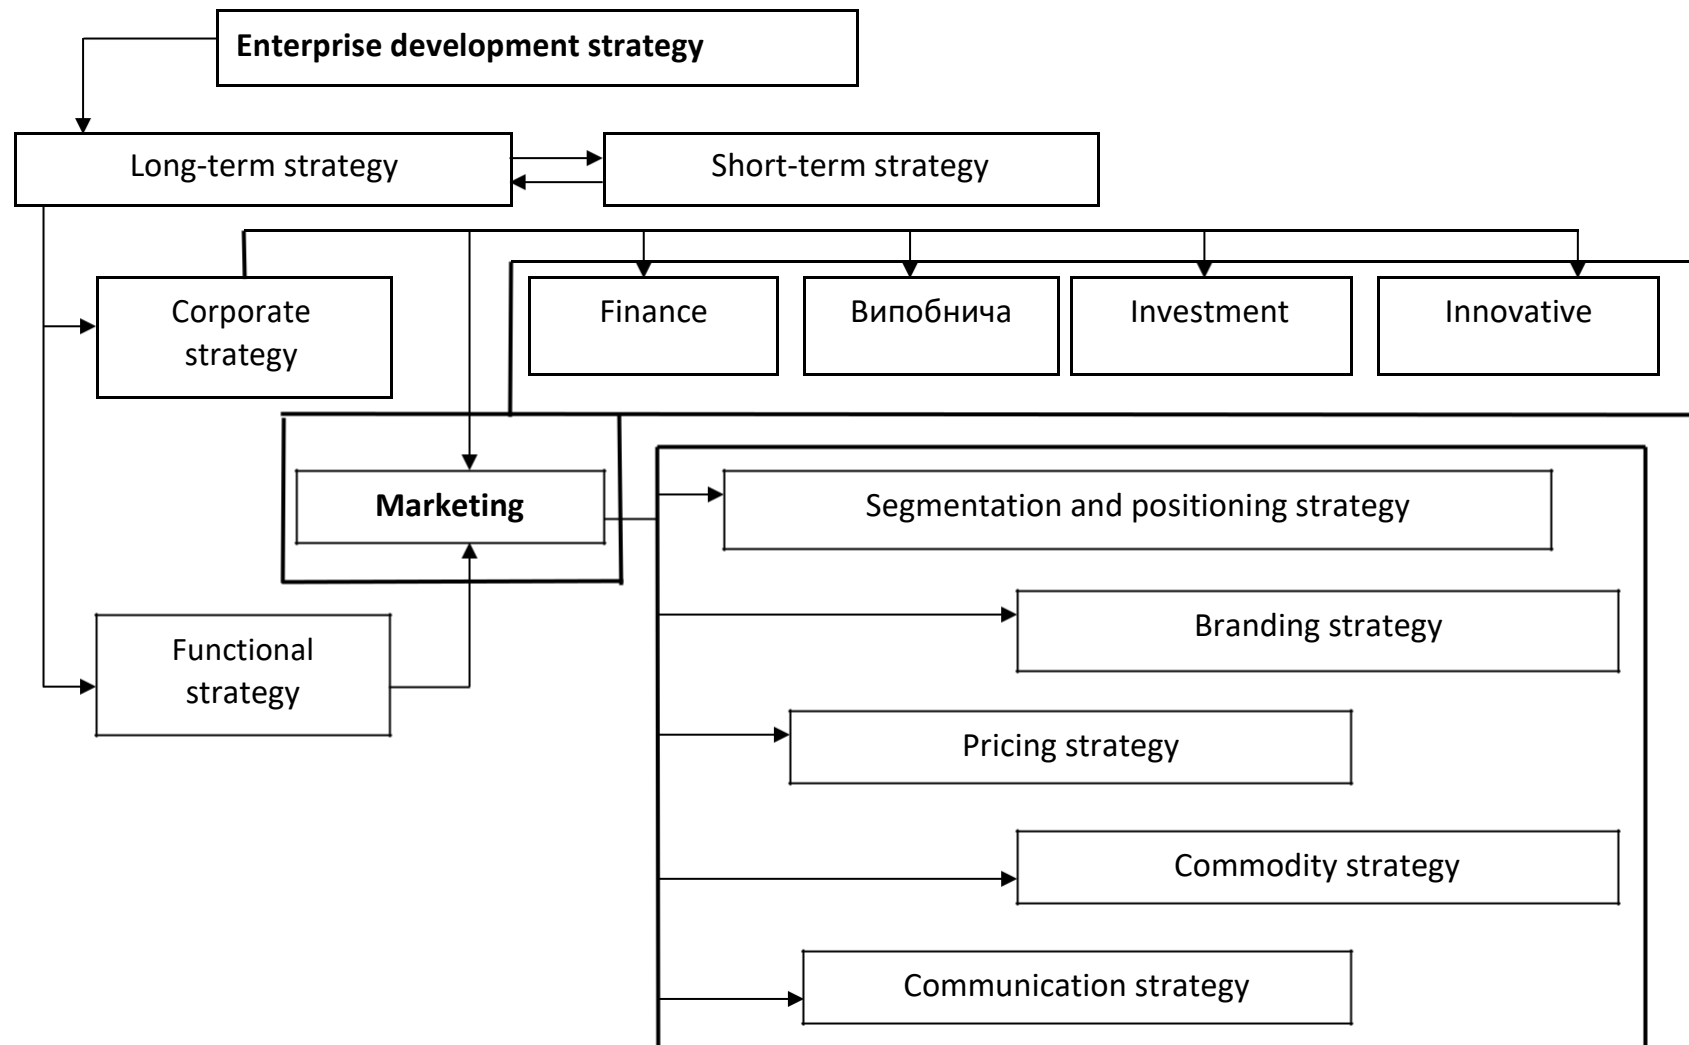 Enterprise development strategy
Long-term strategy
Short-term strategy
Corporate
strategy
Finance
Випобнича
Investment
Innovative
Marketing
Segmentation and positioning strategy
Branding strategy
Functional
strategy
Pricing strategy
Commodity strategy
Communication strategy